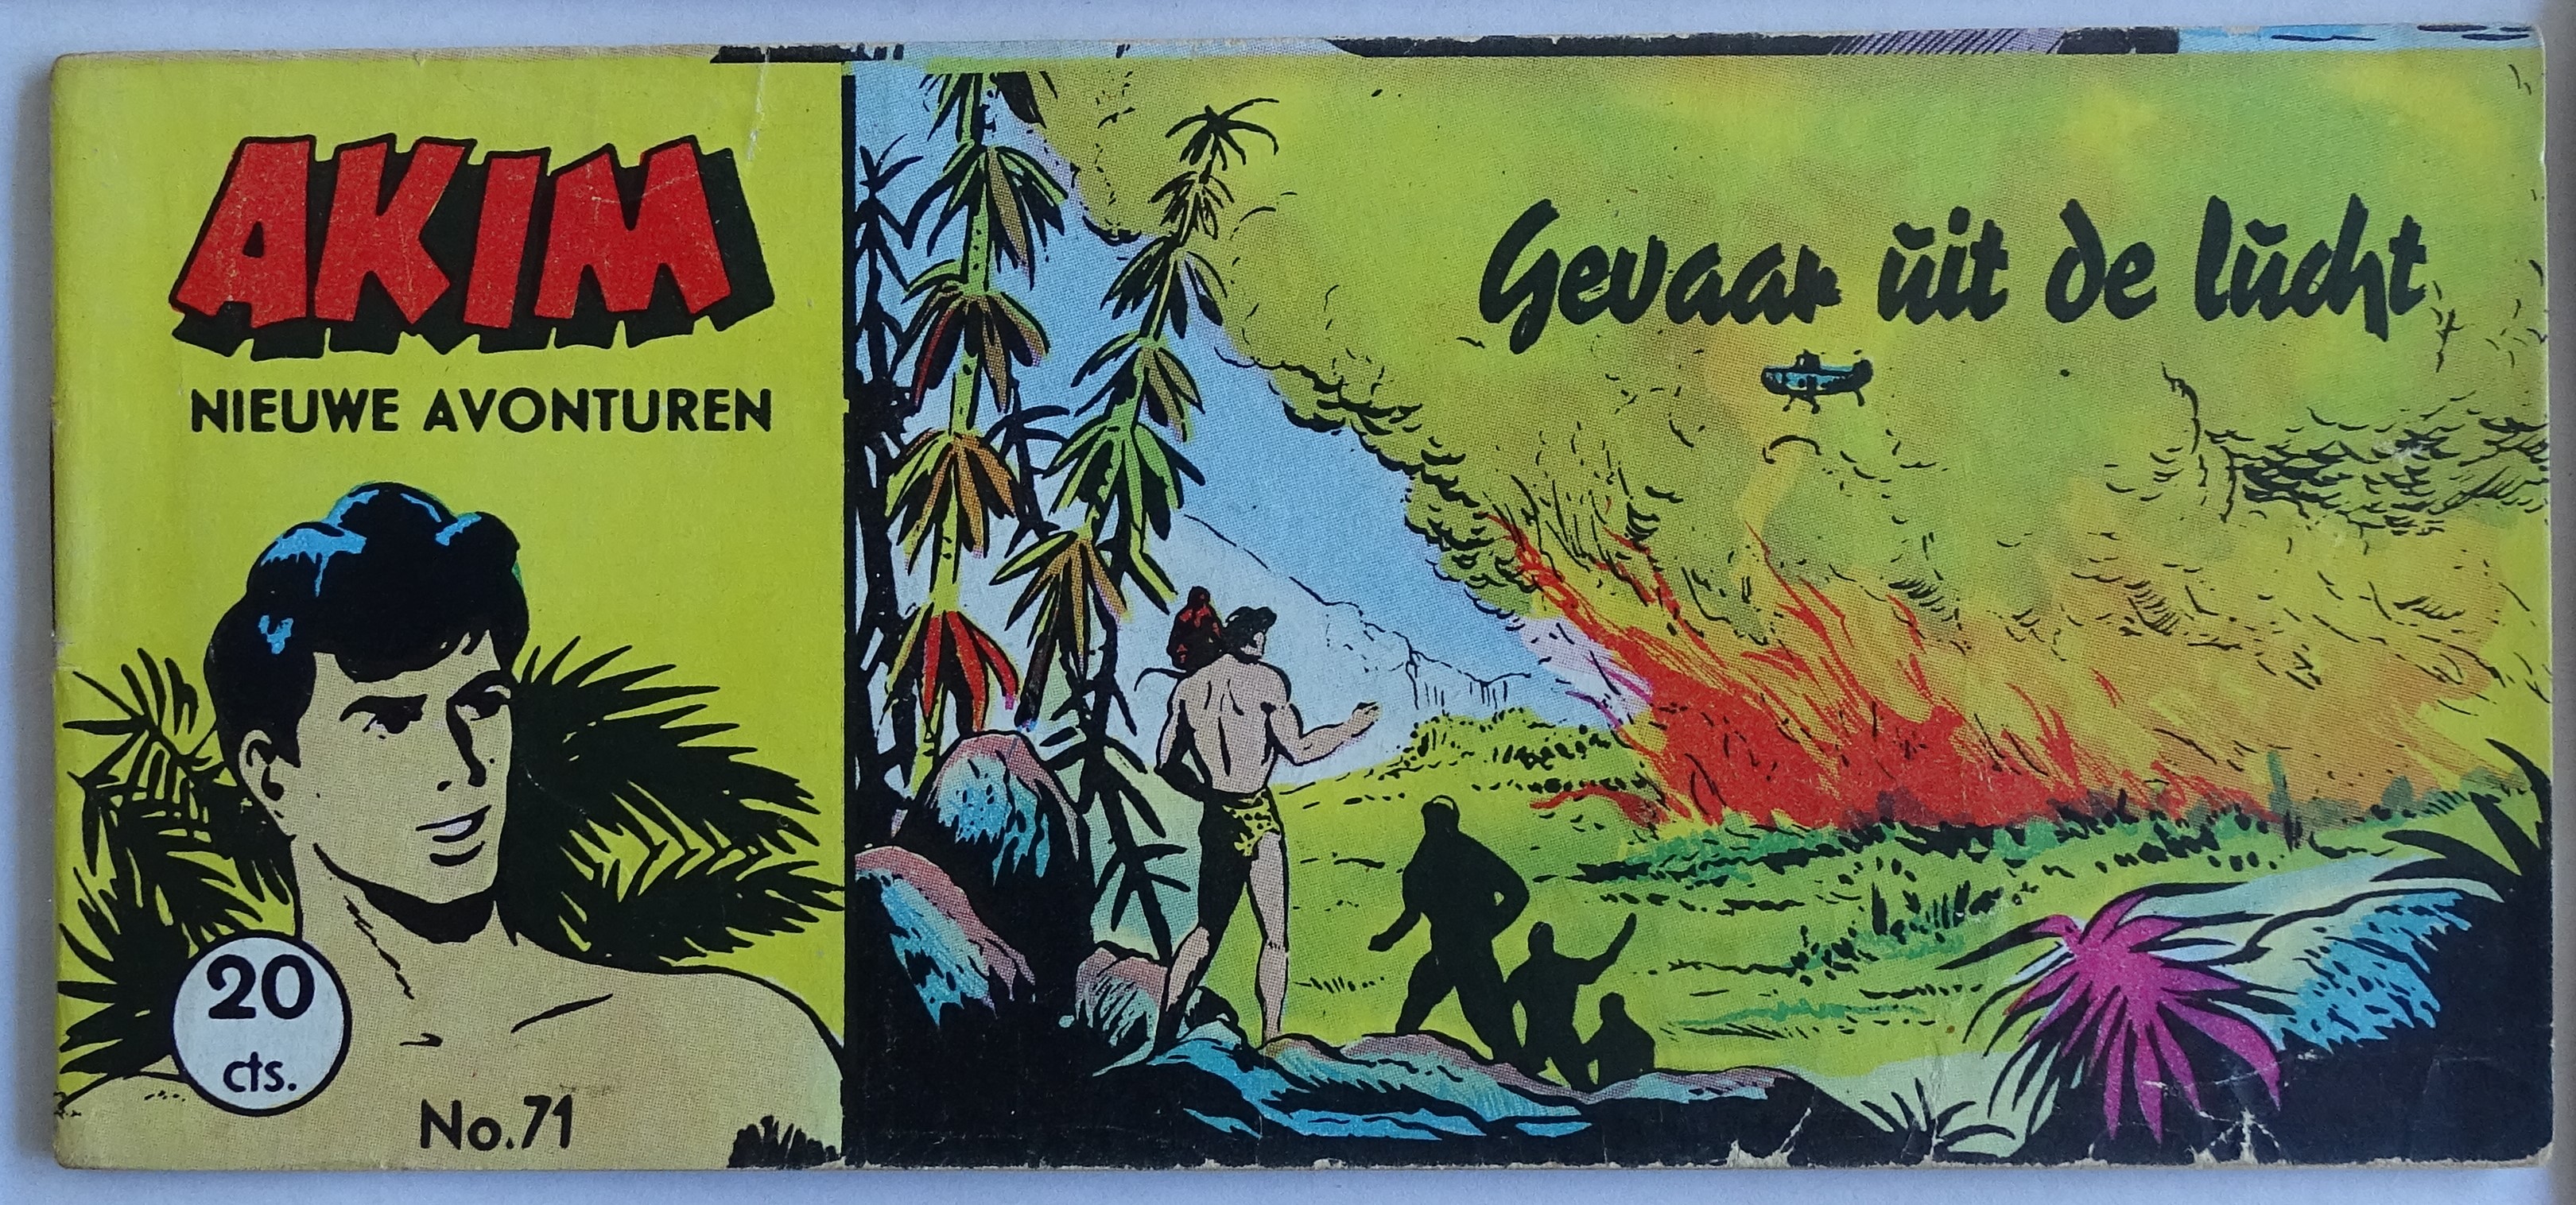 AKIM
NIEUWE AVONTUREN
20
cts.
No.71
Gevaar uit de lucht